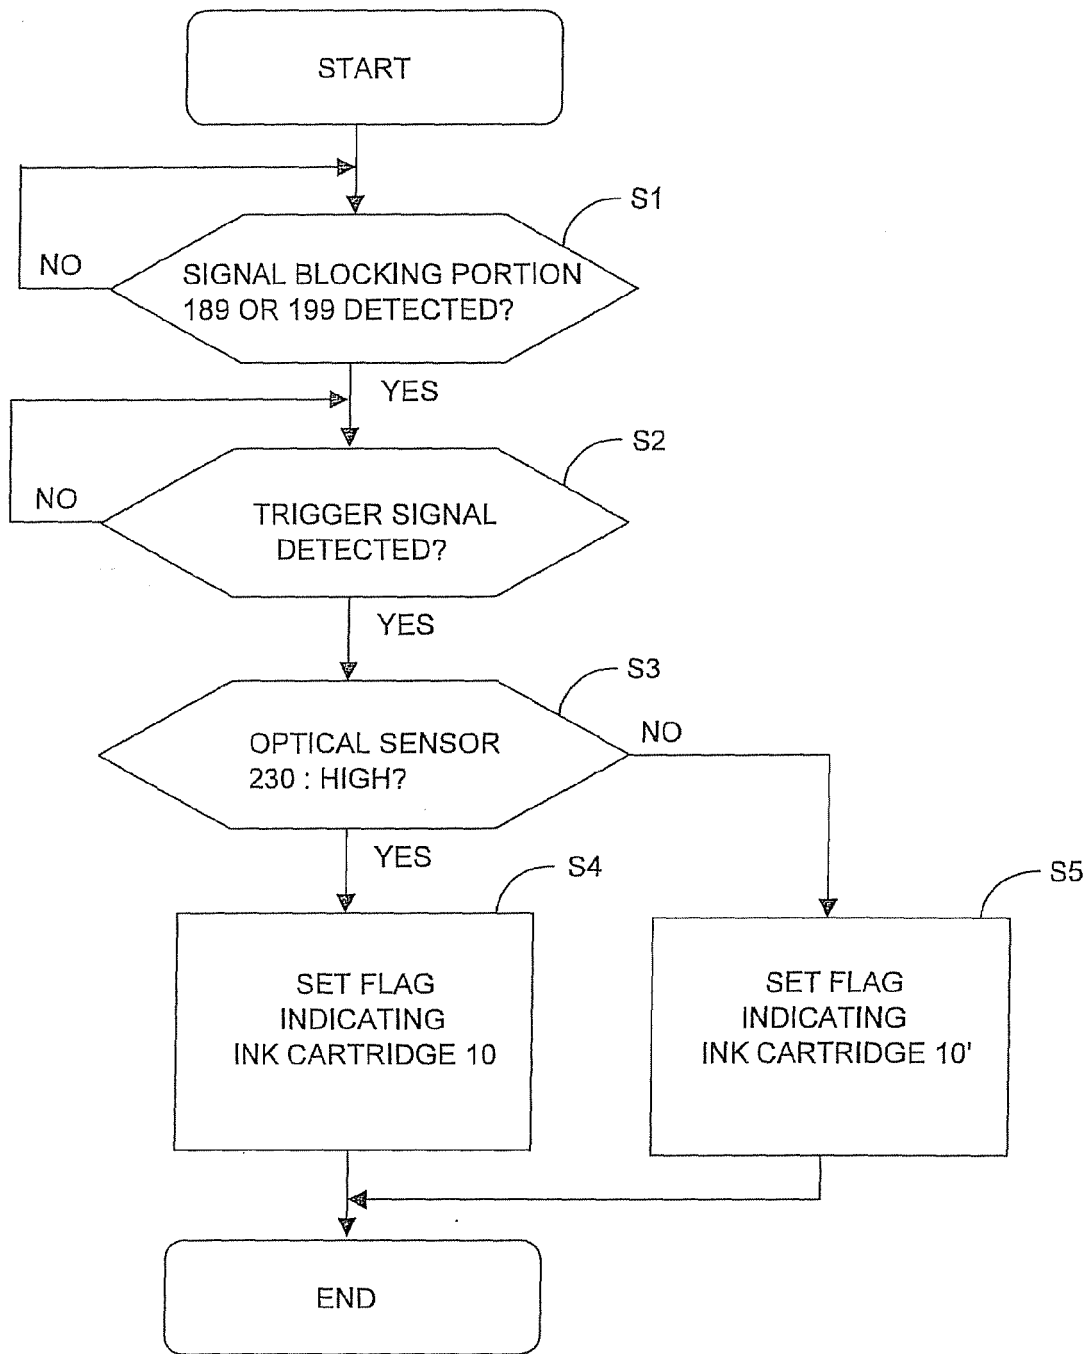 START
S1
NO
SIGNAL BLOCKING PORTION
189 OR 199 DETECTED?
YES
S2
NO
TRIGGER SIGNAL
DETECTED?
YES
S3
OPTICAL SENSOR
230 : HIGH?
NO
YES
S4
S5
SET FLAG
INDICATING
INK CARTRIDGE 10
SET FLAG
INDICATING
INK CARTRIDGE 10'
END